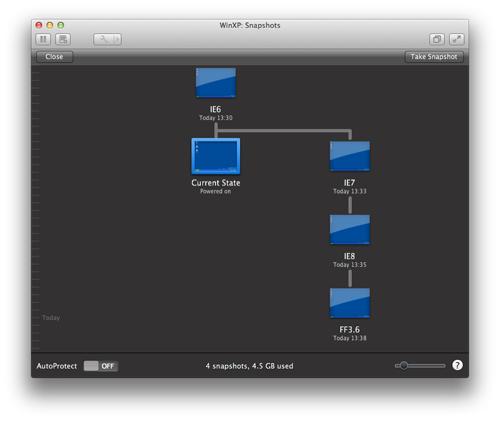 WinXP: Snapshots
Close
Take Snapshot
IE6
Today 13:30
Current State
Powered on
IE7
Today 13:33
IE8
Today 13:35
Today
FF3.6
Today 13:38
AutoProtect
OFF
4 snapshots, 4.5 GB used
?